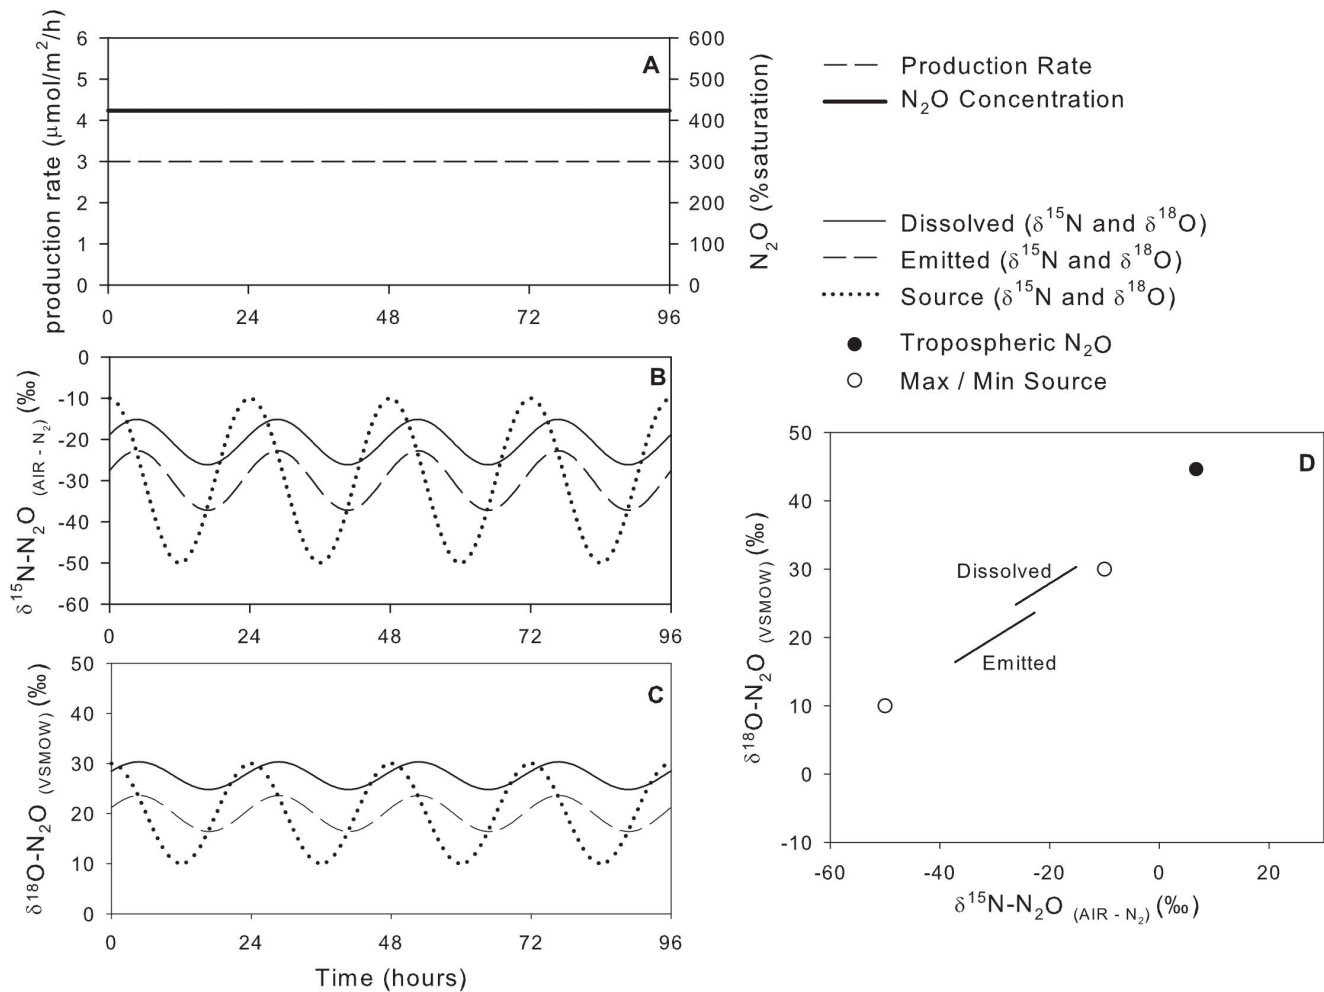 A
production rate (μmol/m²/h)
6
5
4
3
2
1
0
N₂O (%saturation)
600
500
400
300
200
100
0
0 24 48 72 96
Production Rate
N₂O Concentration
Dissolved (δ¹⁵N and δ¹⁸O)
Emitted (δ¹⁵N and δ¹⁸O)
Source (δ¹⁵N and δ¹⁸O)
Tropospheric N₂O
Max / Min Source
B
δ¹⁵N-N₂O (AIR - N₂) (‰)
0
-10
-20
-30
-40
-50
-60
0 24 48 72 96
C
δ¹⁸O-N₂O (VSMOW) (‰)
50
40
30
20
10
0
0 24 48 72 96
Time (hours)
D
δ¹⁸O-N₂O (VSMOW) (‰)
50
40
30
20
10
0
-10
Dissolved
Emitted
-60 -40 -20 0 20
δ¹⁵N-N₂O (AIR - N₂) (‰)